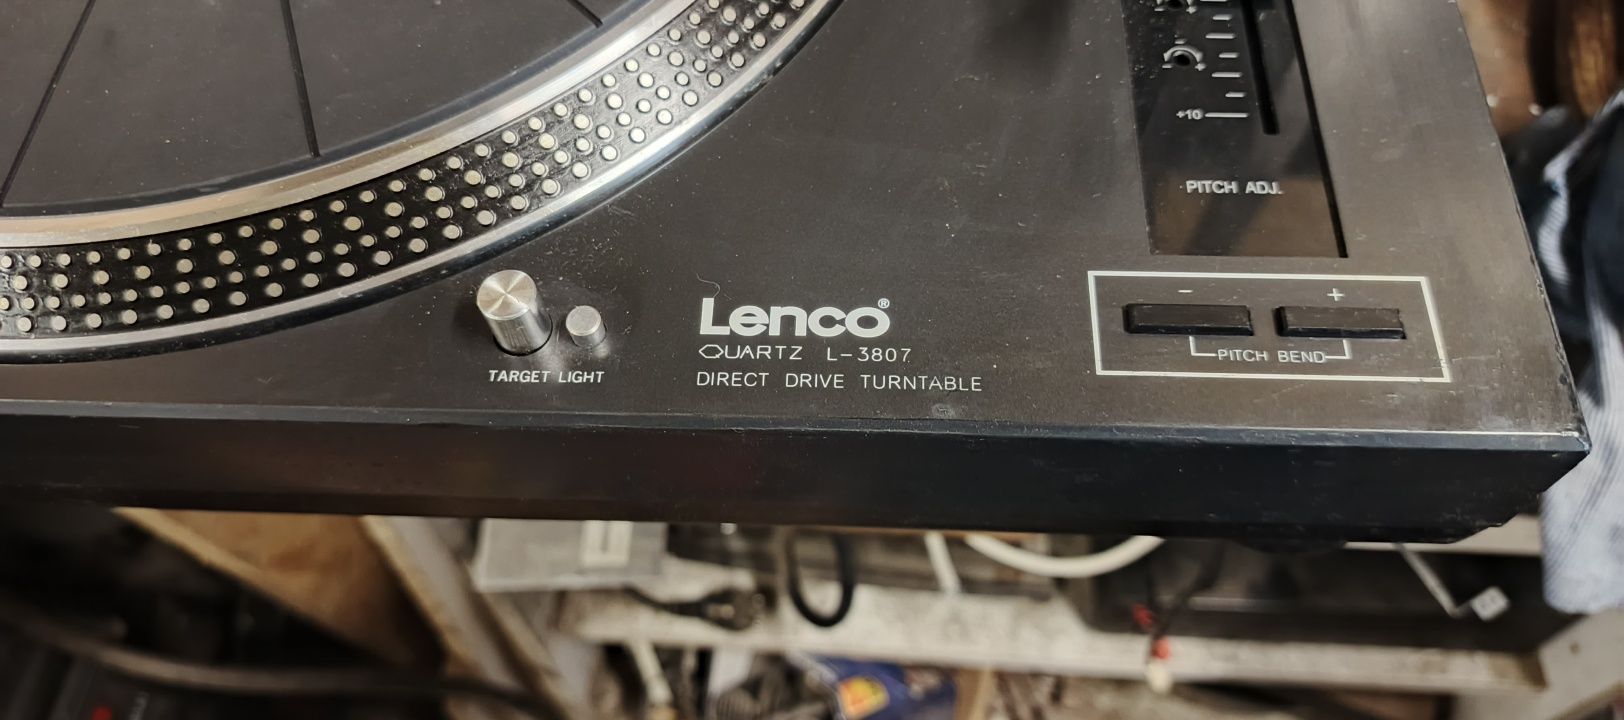 +10
PITCH ADJ.
- +
PITCH BEND
TARGET LIGHT
Lenco®
QUARTZ L-3807
DIRECT DRIVE TURNTABLE